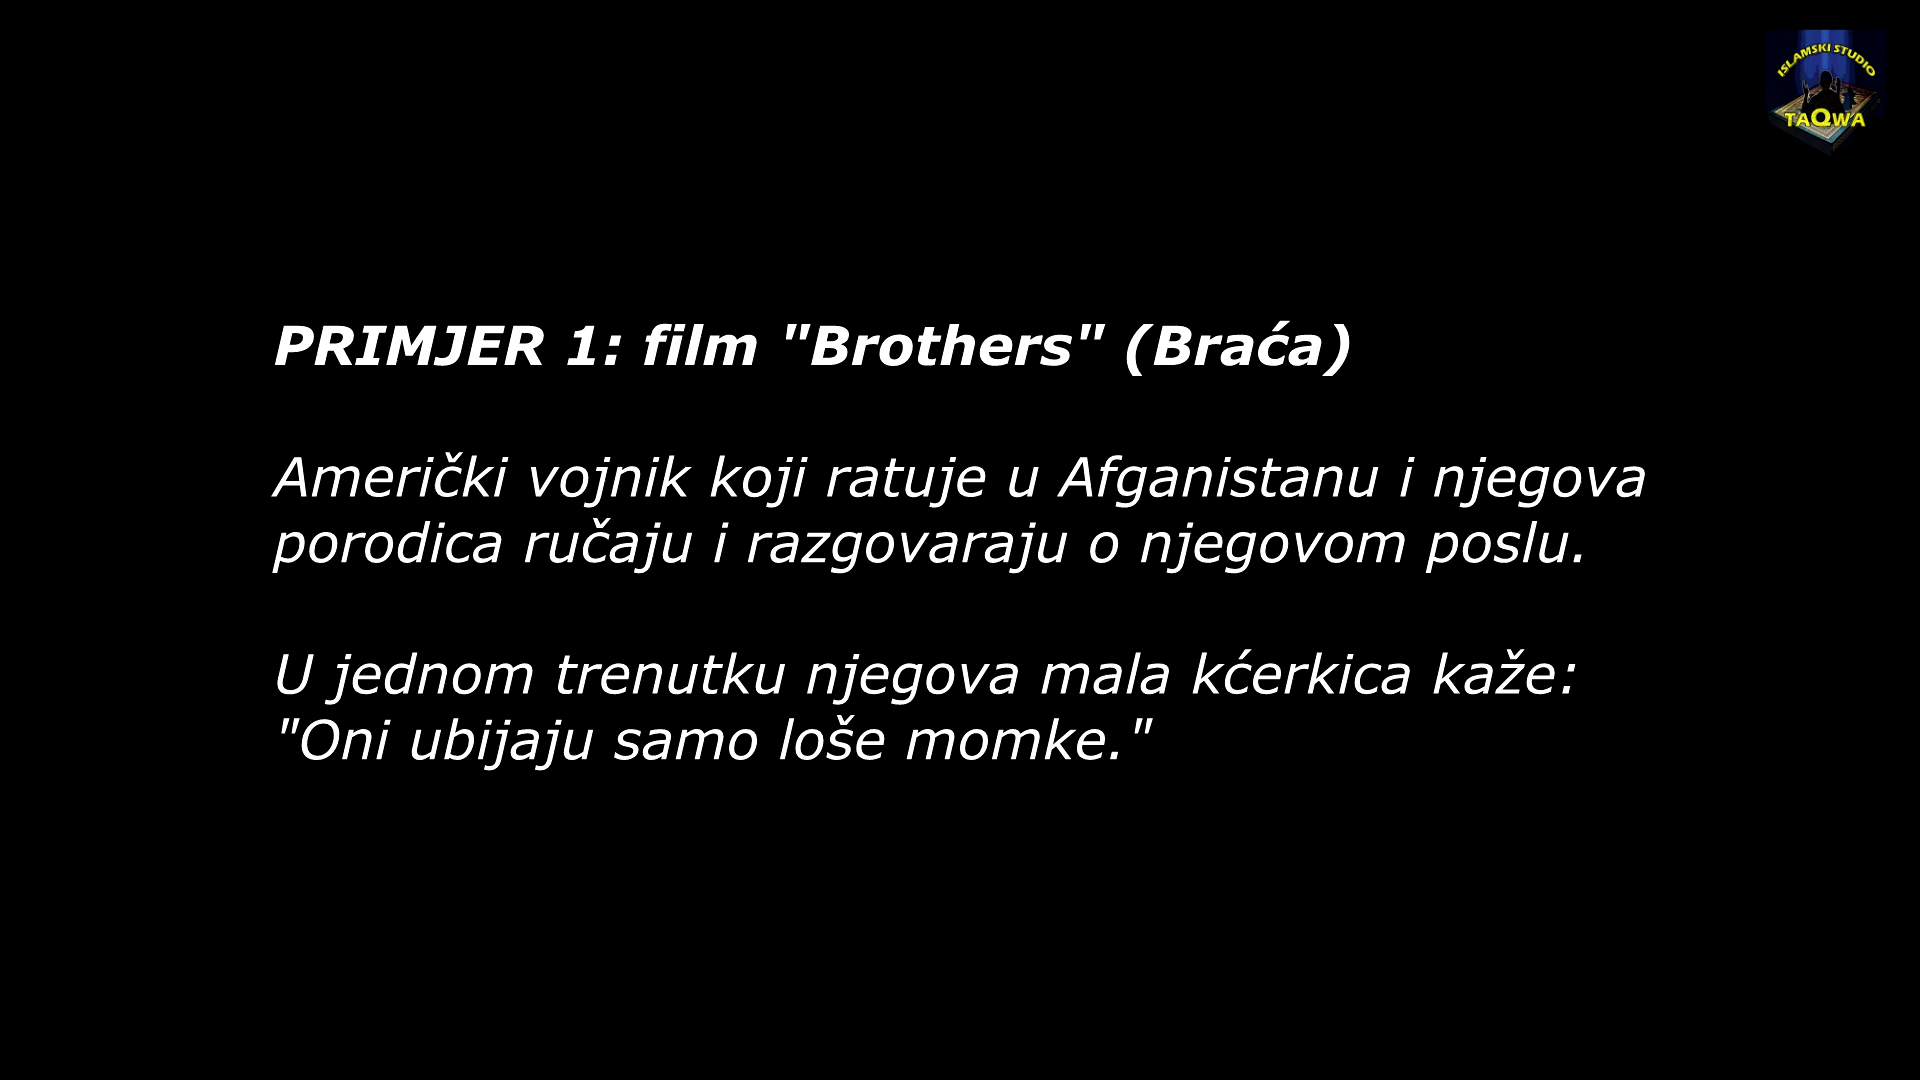 ISLAMSKI STUDIO
TAQWA
PRIMJER 1: film "Brothers" (Braća)
Američki vojnik koji ratuje u Afganistanu i njegova
porodica ručaju i razgovaraju o njegovom poslu.
U jednom trenutku njegova mala kćerkica kaže:
"Oni ubijaju samo loše momke."